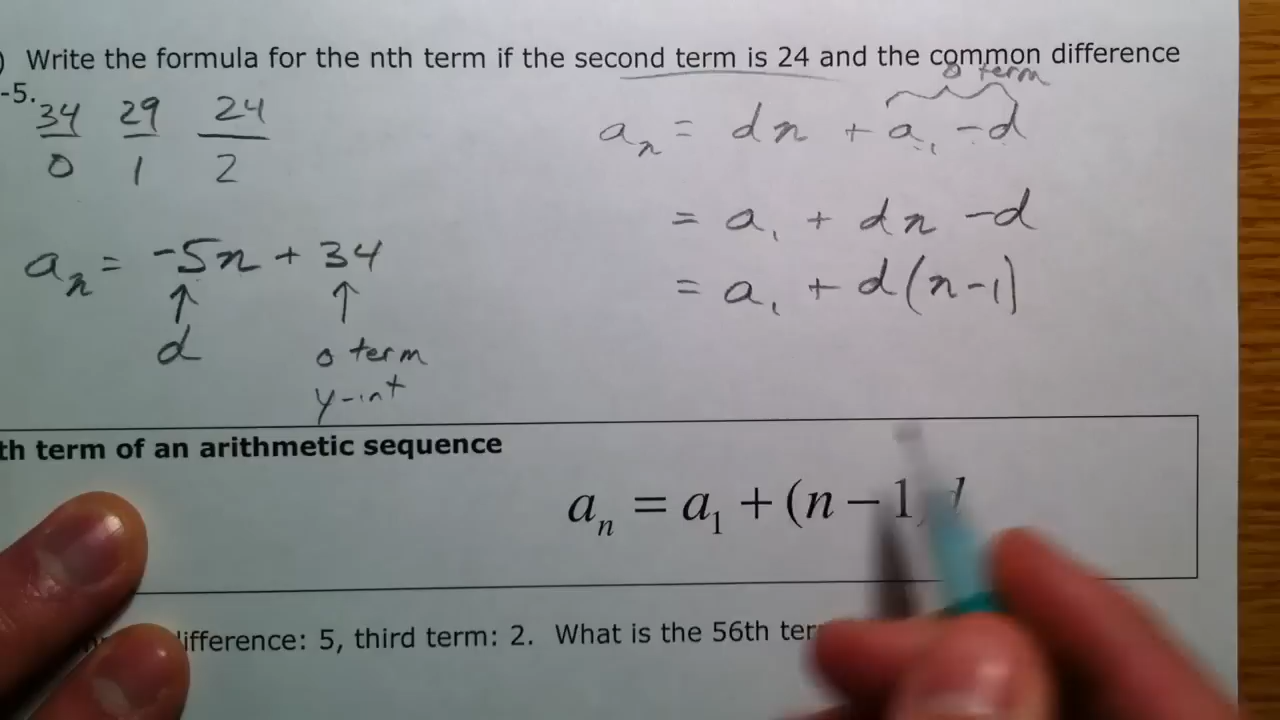 ) Write the formula for the nth term if the second term is 24 and the common difference
-5.
0 term
34 29 24
0 1 2
aₙ = dn + a₁ - d
= a₁ + dn - d
aₙ = -5n + 34
= a₁ + d(n-1)
↑ ↑
d 0 term
y-int
th term of an arithmetic sequence
aₙ = a₁ + (n - 1)
ifference: 5, third term: 2. What is the 56th